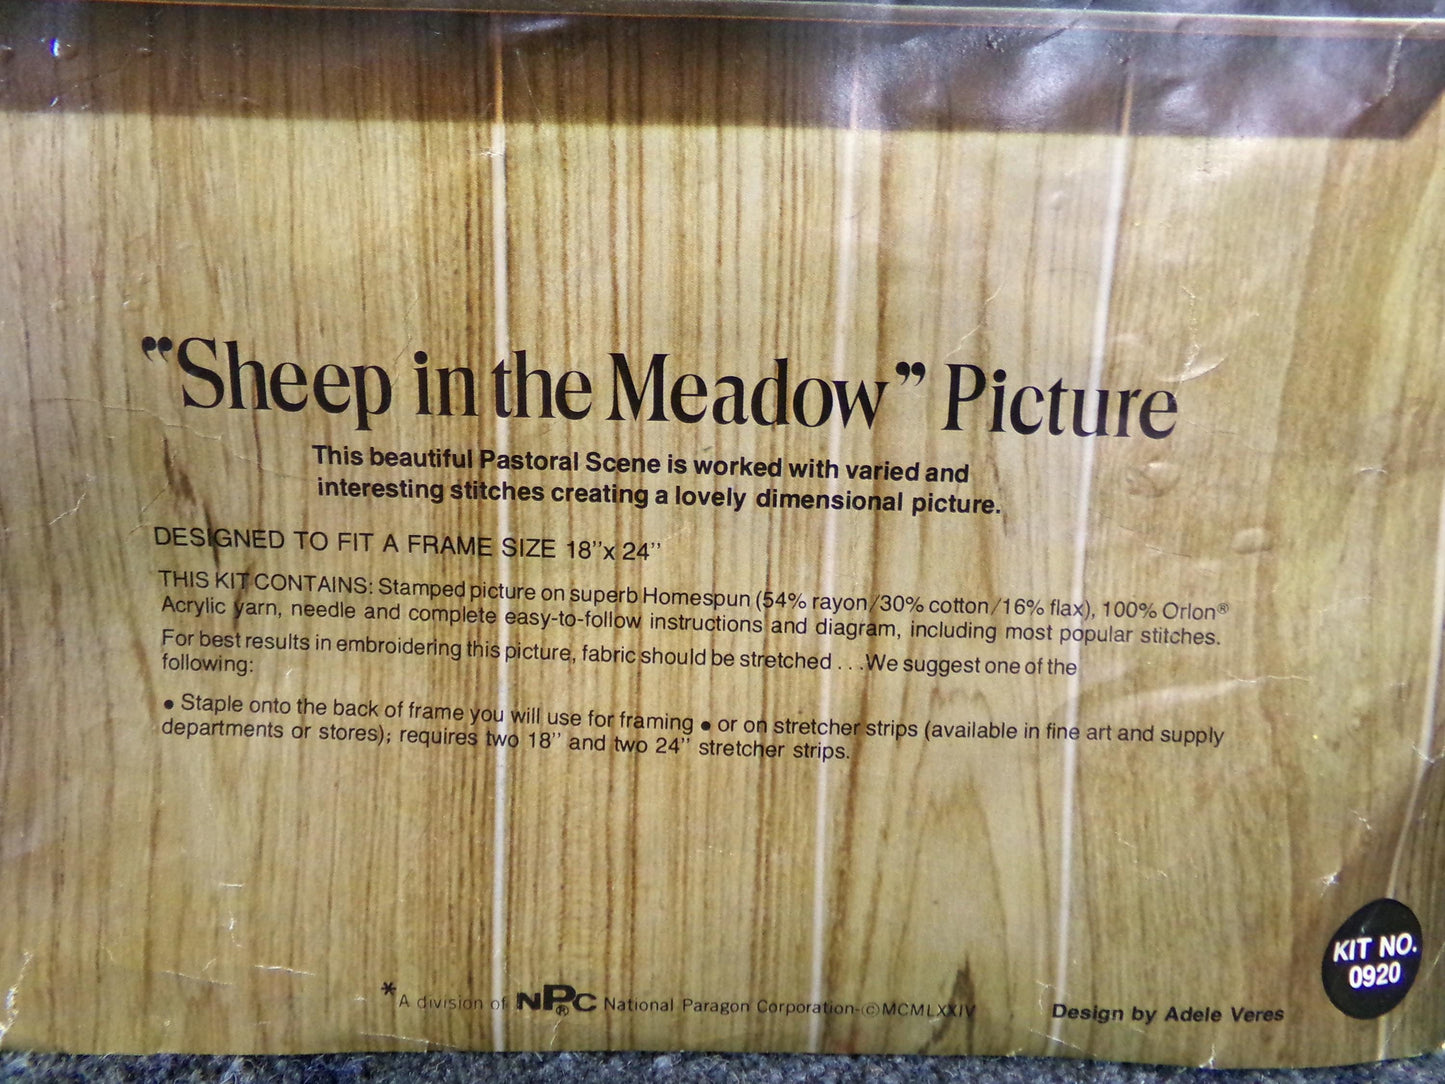 “Sheep in the Meadow” Picture
This beautiful Pastoral Scene is worked with varied and
interesting stitches creating a lovely dimensional picture.
DESIGNED TO FIT A FRAME SIZE 18”x 24”
THIS KIT CONTAINS: Stamped picture on superb Homespun (54% rayon/30% cotton/16% flax), 100% Orlon®
Acrylic yarn, needle and complete easy-to-follow instructions and diagram, including most popular stitches.
For best results in embroidering this picture, fabric should be stretched . . .We suggest one of the
following:
• Staple onto the back of frame you will use for framing • or on stretcher strips (available in fine art and supply
departments or stores); requires two 18” and two 24” stretcher strips.
KIT NO.
0920
*A division of NPC® National Paragon Corporation-©MCMLXXIV
Design by Adele Veres